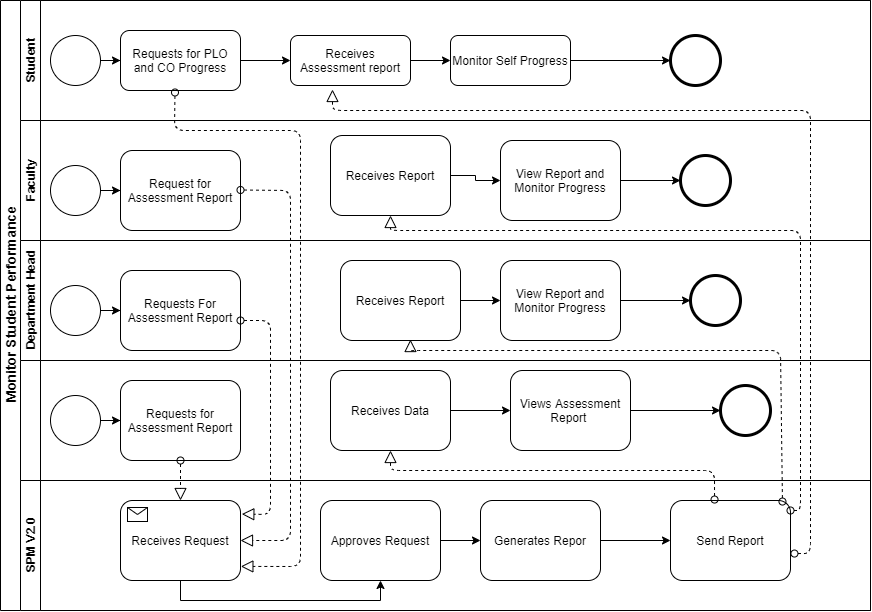 Monitor Student Performance
Student
Requests for PLO
and CO Progress
Receives
Assessment report
Monitor Self Progress
Faculty
Request for
Assessment Report
Receives Report
View Report and
Monitor Progress
Department Head
Requests For
Assessment Report
Receives Report
View Report and
Monitor Progress
Requests for
Assessment Report
Receives Data
Views Assessment
Report
SPM V2.0
Receives Request
Approves Request
Generates Repor
Send Report